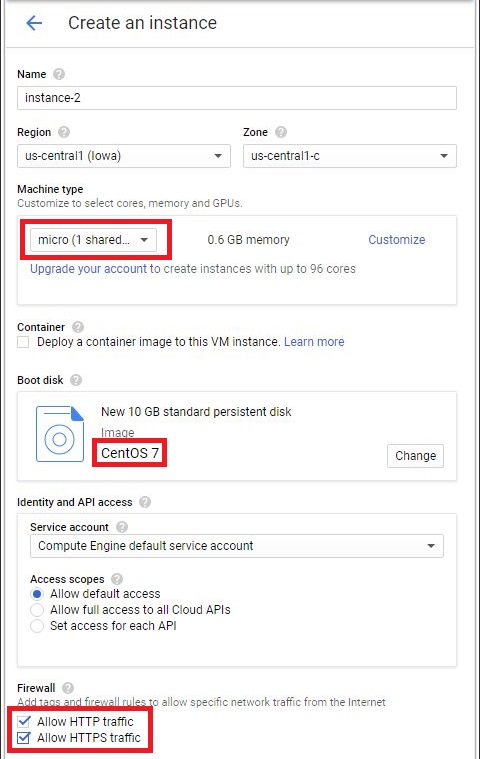 Create an instance
Name
instance-2
Region Zone
us-central1 (Iowa) us-central1-c
Machine type
Customize to select cores, memory and GPUs.
micro (1 shared... 0.6 GB memory Customize
Upgrade your account to create instances with up to 96 cores
Container
Deploy a container image to this VM instance. Learn more
Boot disk
New 10 GB standard persistent disk
Image
CentOS 7
Change
Identity and API access
Service account
Compute Engine default service account
Access scopes
Allow default access
Allow full access to all Cloud APIs
Set access for each API
Firewall
Add tags and firewall rules to allow specific network traffic from the Internet
Allow HTTP traffic
Allow HTTPS traffic